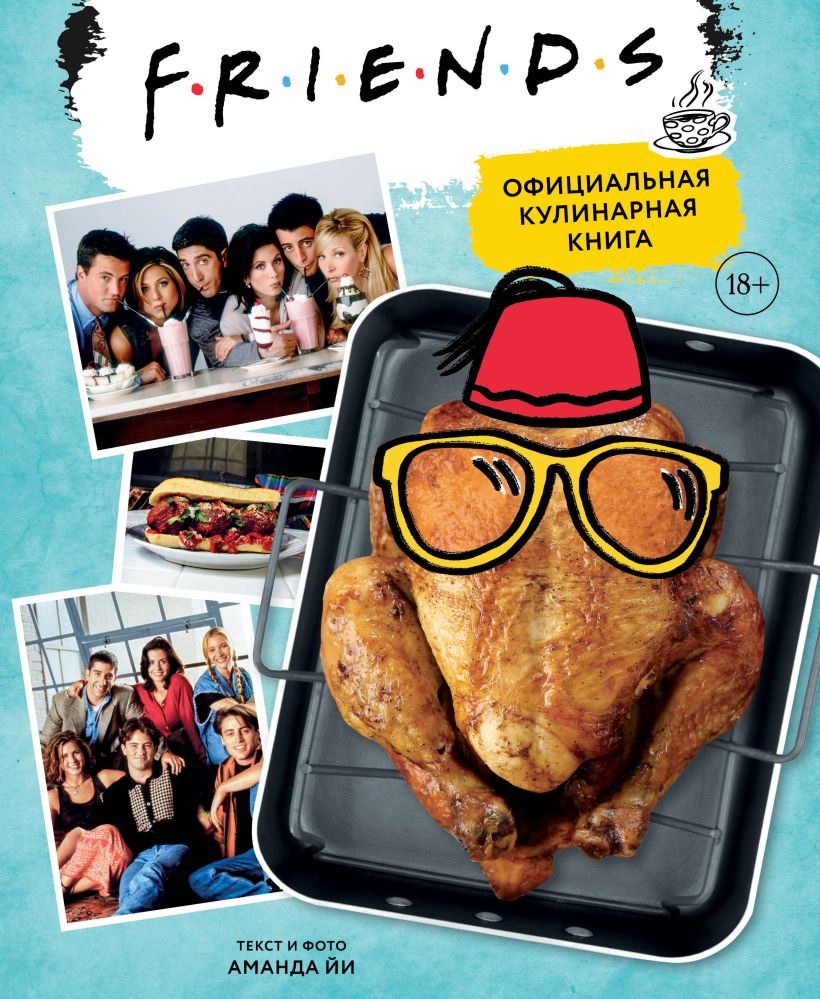 F·R·I·E·N·D·S
ОФИЦИАЛЬНАЯ
КУЛИНАРНАЯ
КНИГА
18+
ТЕКСТ И ФОТО
АМАНДА ЙИ